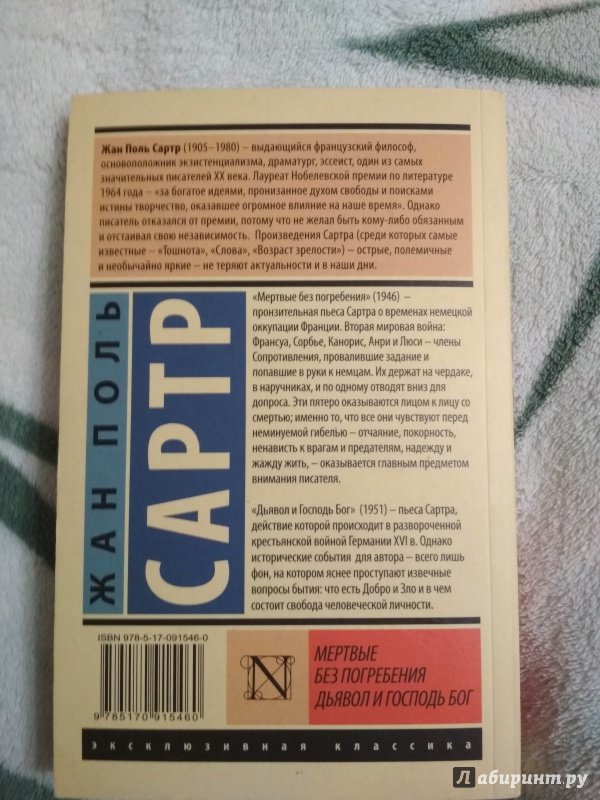 Жан Поль Сартр (1905–1980) – выдающийся французский философ,
основоположник экзистенциализма, драматург, эссеист, один из самых
значительных писателей XX века. Лауреат Нобелевской премии по литературе
1964 года – «за богатое идеями, пронизанное духом свободы и поисками
истины творчество, оказавшее огромное влияние на наше время». Однако
писатель отказался от премии, потому что не желал быть кому-либо обязанным
и отстаивал свою независимость. Произведения Сартра (среди которых самые
известные – «Тошнота», «Слова», «Возраст зрелости») – острые, полемичные
и необычайно яркие – не теряют актуальности и в наши дни.
ЖАН ПОЛЬ
САРТР
«Мертвые без погребения» (1946) –
пронзительная пьеса Сартра о временах немецкой
оккупации Франции. Вторая мировая война:
Франсуа, Сорбье, Канорис, Анри и Люси – члены
Сопротивления, провалившие задание и
попавшие в руки к немцам. Их держат на чердаке,
в наручниках, и по одному отводят вниз для
допроса. Эти пятеро оказываются лицом к лицу со
смертью; именно то, что все они чувствуют перед
неминуемой гибелью – отчаяние, покорность,
ненависть к врагам и предателям, надежду и
жажду жить, – оказывается главным предметом
внимания писателя.
«Дьявол и Господь Бог» (1951) – пьеса Сартра,
действие которой происходит в развороченной
крестьянской войной Германии XVI в. Однако
исторические события для автора – всего лишь
фон, на котором яснее проступают извечные
вопросы бытия: что есть Добро и Зло и в чем
состоит свобода человеческой личности.
ISBN 978-5-17-091546-0
9 785170 915460
N
МЕРТВЫЕ
БЕЗ ПОГРЕБЕНИЯ
ДЬЯВОЛ И ГОСПОДЬ БОГ
эксклюзивная классика
Лабиринт.ру